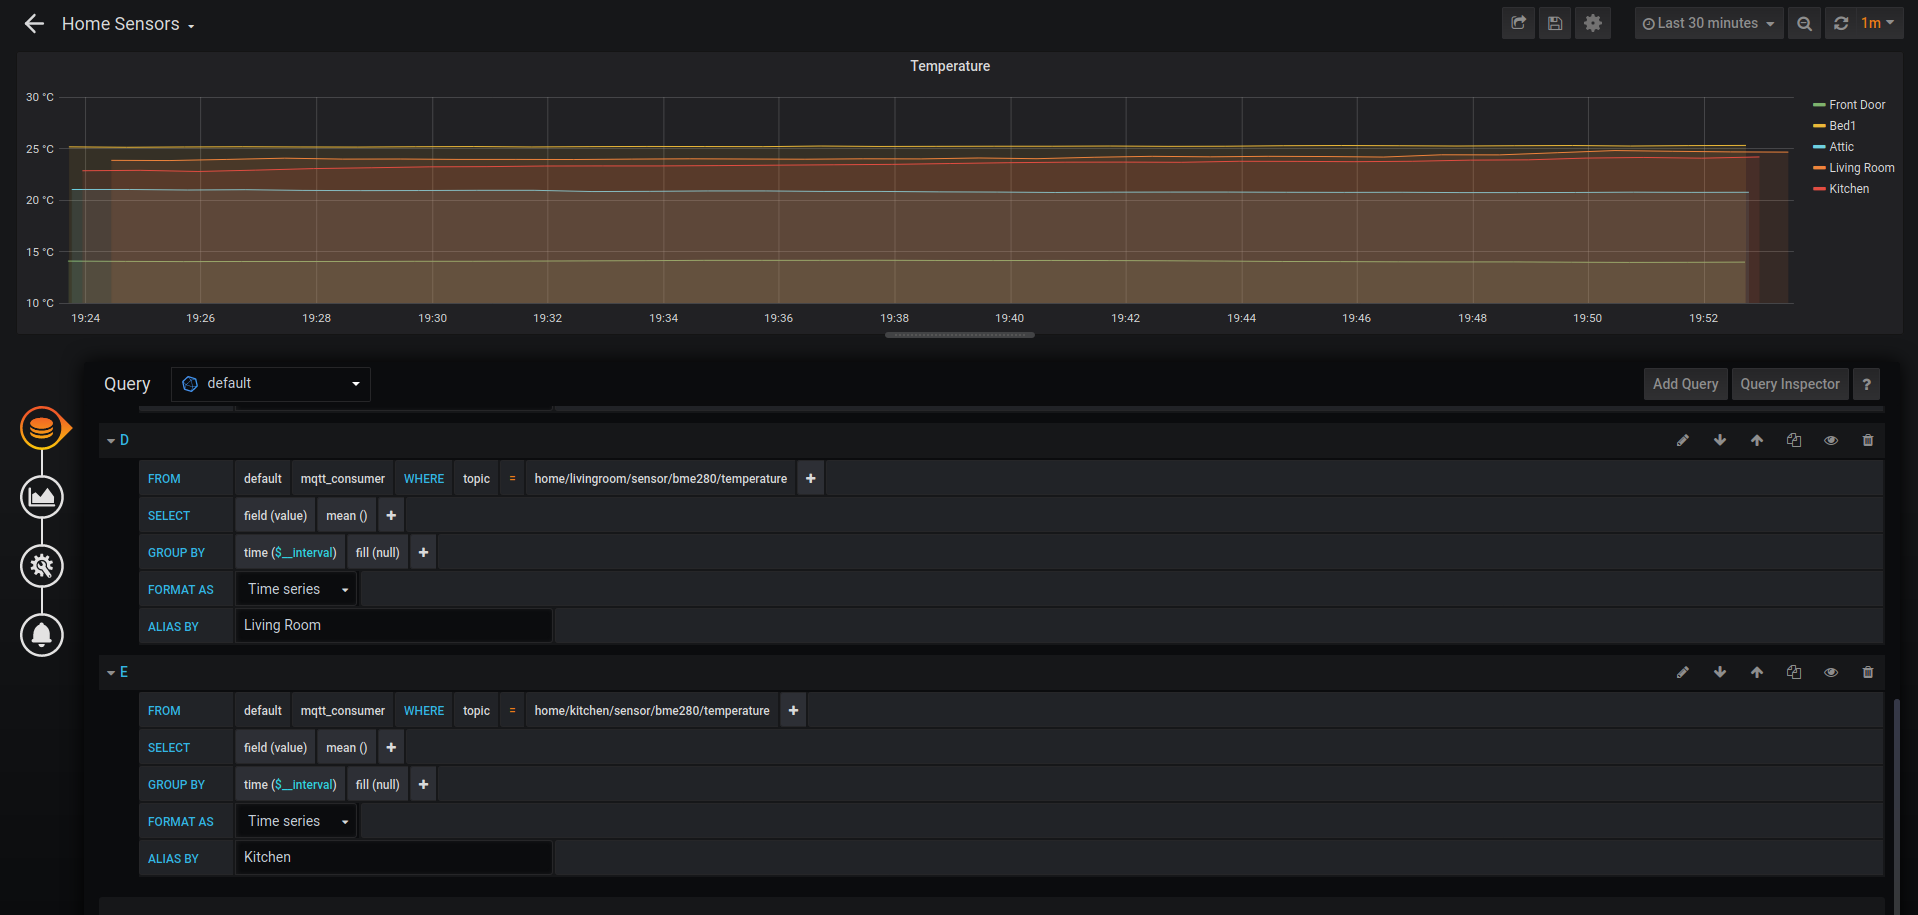 Home Sensors
Last 30 minutes
1m
Temperature
30 °C
25 °C
20 °C
15 °C
10 °C
19:24 19:26 19:28 19:30 19:32 19:34 19:36 19:38 19:40 19:42 19:44 19:46 19:48 19:50 19:52
Front Door
Bed1
Attic
Living Room
Kitchen
Query default Add Query Query Inspector ?
D
FROM default mqtt_consumer WHERE topic = home/livingroom/sensor/bme280/temperature +
SELECT field (value) mean () +
GROUP BY time ($__interval) fill (null) +
FORMAT AS Time series
ALIAS BY Living Room
E
FROM default mqtt_consumer WHERE topic = home/kitchen/sensor/bme280/temperature +
SELECT field (value) mean () +
GROUP BY time ($__interval) fill (null) +
FORMAT AS Time series
ALIAS BY Kitchen